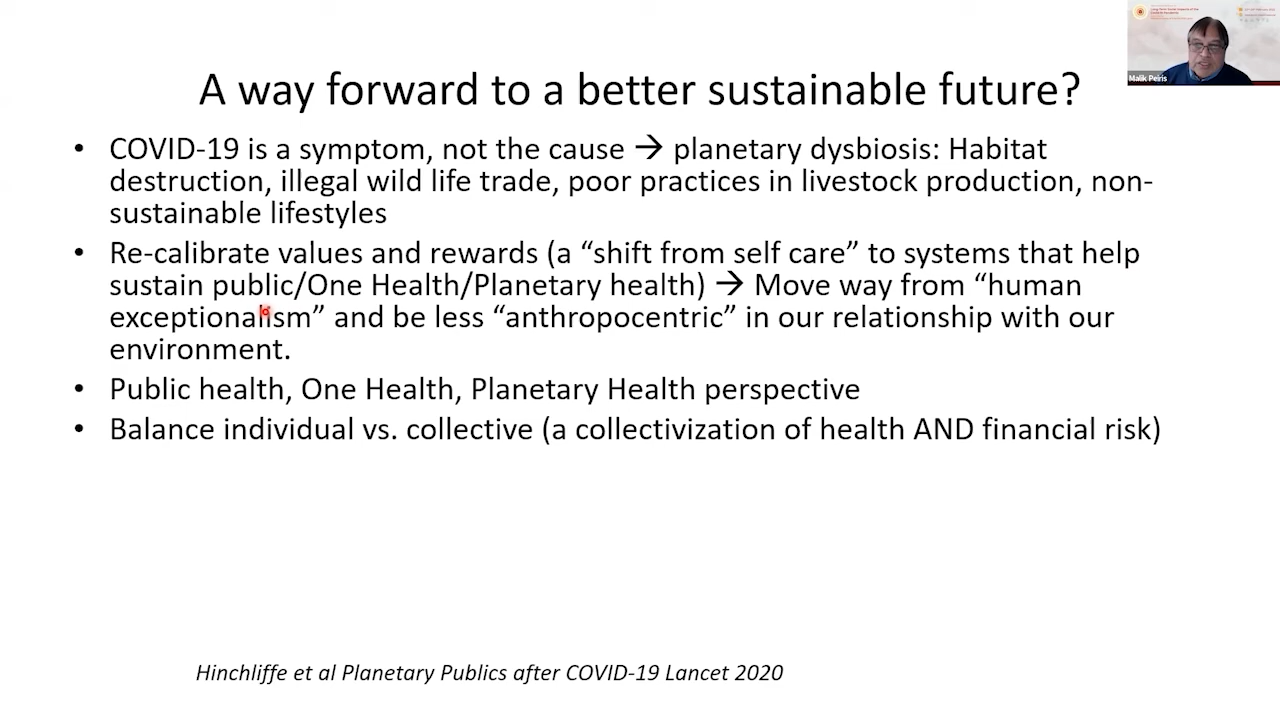 A way forward to a better sustainable future?
• COVID-19 is a symptom, not the cause → planetary dysbiosis: Habitat
destruction, illegal wild life trade, poor practices in livestock production, non-
sustainable lifestyles
• Re-calibrate values and rewards (a “shift from self care” to systems that help
sustain public/One Health/Planetary health) → Move way from “human
exceptionalism” and be less “anthropocentric” in our relationship with our
environment.
• Public health, One Health, Planetary Health perspective
• Balance individual vs. collective (a collectivization of health AND financial risk)
Hinchliffe et al Planetary Publics after COVID-19 Lancet 2020
Malik Peiris